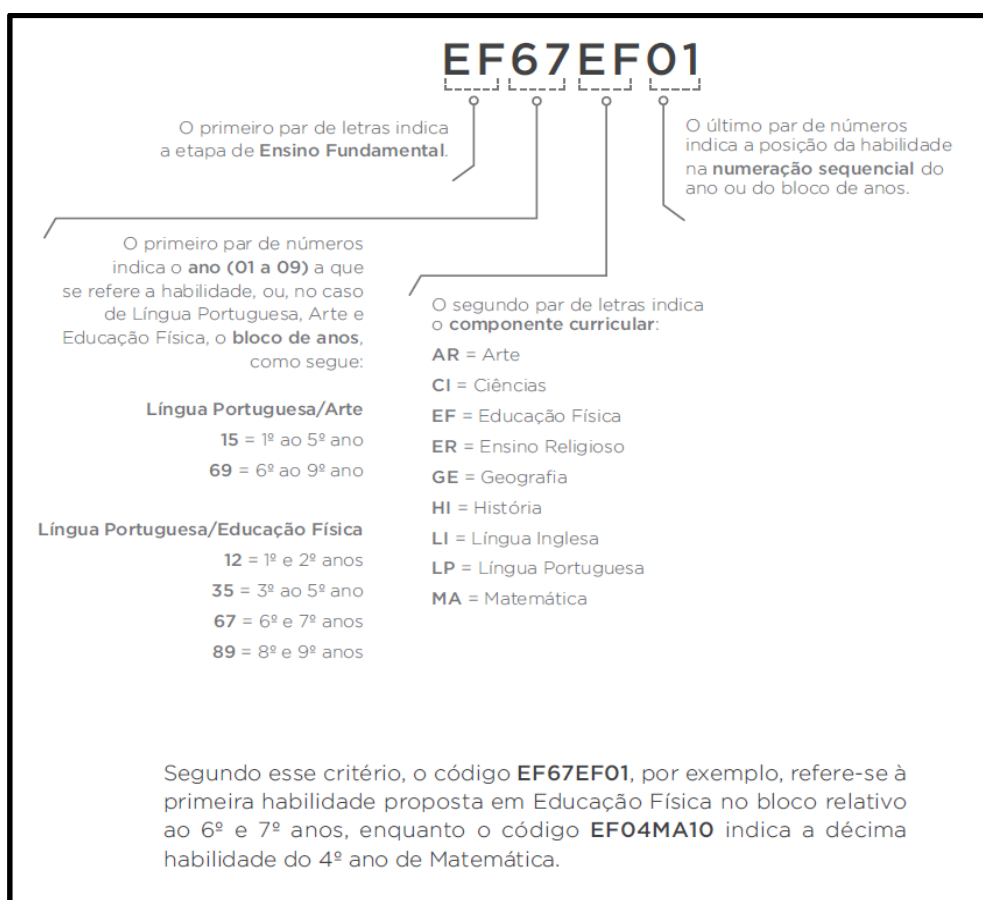 EF67EF01
O primeiro par de letras indica
a etapa de Ensino Fundamental.
O último par de números
indica a posição da habilidade
na numeração sequencial do
ano ou do bloco de anos.
O primeiro par de números
indica o ano (01 a 09) a que
se refere a habilidade, ou, no caso
de Língua Portuguesa, Arte e
Educação Física, o bloco de anos,
como segue:
Língua Portuguesa/Arte
15 = 1º ao 5º ano
69 = 6º ao 9º ano
Língua Portuguesa/Educação Física
12 = 1º e 2º anos
35 = 3º ao 5º ano
67 = 6º e 7º anos
89 = 8º e 9º anos
O segundo par de letras indica
o componente curricular:
AR = Arte
CI = Ciências
EF = Educação Física
ER = Ensino Religioso
GE = Geografia
HI = História
LI = Língua Inglesa
LP = Língua Portuguesa
MA = Matemática
Segundo esse critério, o código EF67EF01, por exemplo, refere-se à
primeira habilidade proposta em Educação Física no bloco relativo
ao 6º e 7º anos, enquanto o código EF04MA10 indica a décima
habilidade do 4º ano de Matemática.